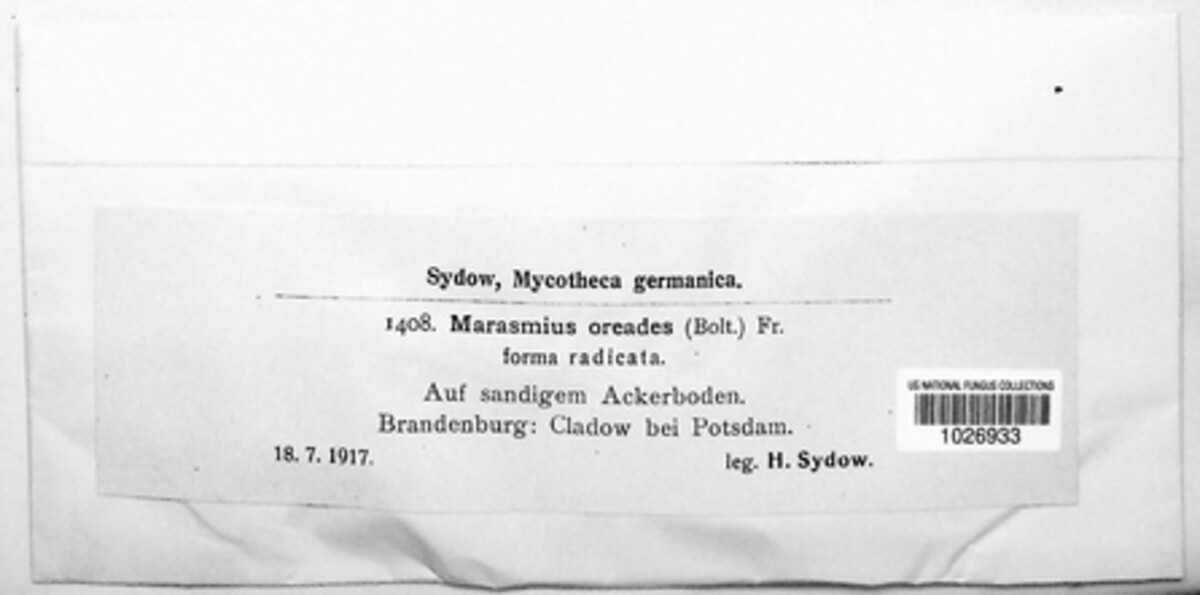 Sydow, Mycotheca germanica.
1408. Marasmius oreades (Bolt.) Fr.
forma radicata.
Auf sandigem Ackerboden.
Brandenburg: Cladow bei Potsdam.
18. 7. 1917.
leg. H. Sydow.
US NATIONAL FUNGUS COLLECTIONS
1026933